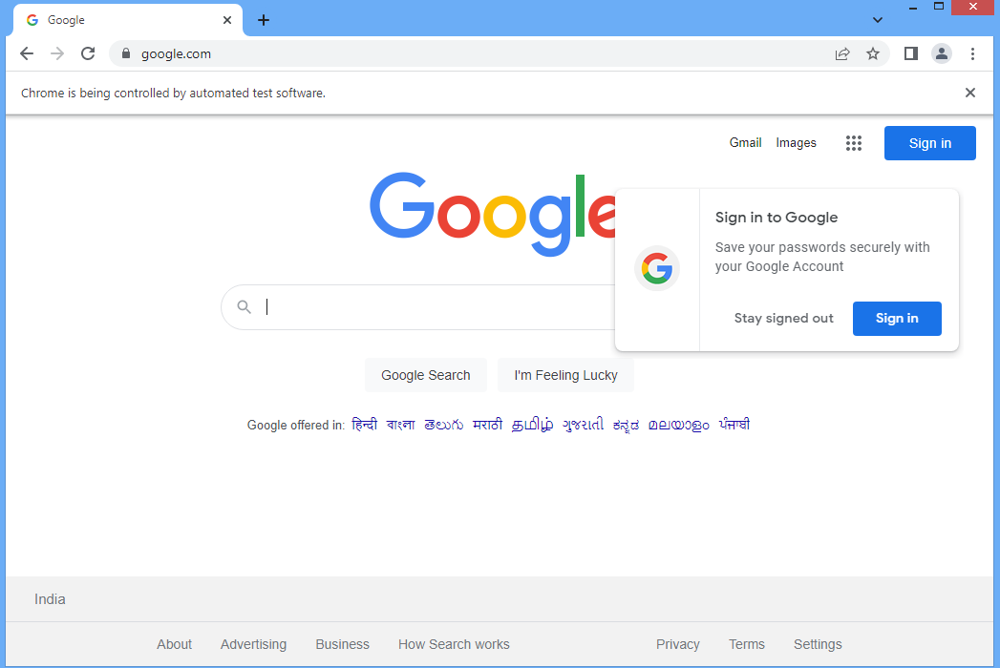 Google
google.com
Chrome is being controlled by automated test software.
Gmail Images Sign in
Google
Sign in to Google
Save your passwords securely with
your Google Account
Stay signed out Sign in
Google Search I'm Feeling Lucky
Google offered in: हिन्दी বাংলা తెలుగు मराठी தமிழ் ગુજરાતી ಕನ್ನಡ മലയാളം ਪੰਜਾਬੀ
India
About Advertising Business How Search works Privacy Terms Settings